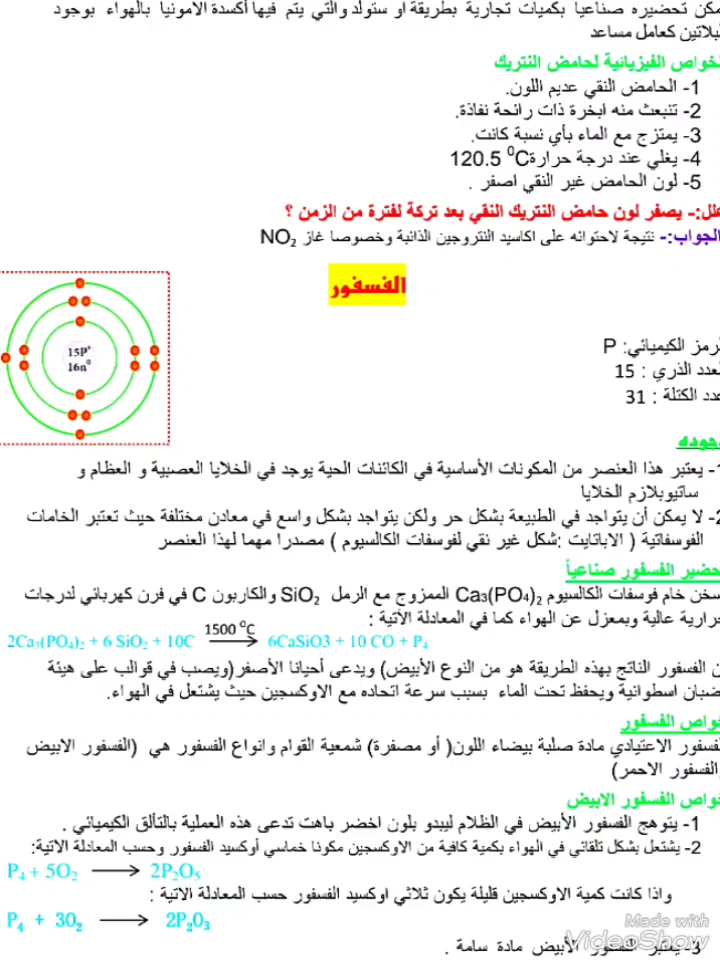 مكن تحضيره صناعيا بكميات تجارية بطريقة او ستولد والتي يتم فيها أكسدة الامونيا بالهواء بوجود
لبلاتين كعامل مساعد
لخواص الفيزيائية لحامض النتريك
1- الحامض النقي عديم اللون.
2- تنبعث منه ابخرة ذات رائحة نفاذة.
3- يمتزج مع الماء بأي نسبة كانت.
4- يغلي عند درجة حرارة 120.5 ⁰C
5- لون الحامض غير النقي اصفر .
علل:- يصفر لون حامض النتريك النقي بعد تركة لفترة من الزمن ؟
لجواب:- نتيجة لاحتوائه على اكاسيد النتروجين الذائبة وخصوصا غاز NO₂
الفسفور
15P⁺
16n⁰
لرمز الكيميائي: P
لعدد الذري : 15
عدد الكتلة : 31
وجوده
1- يعتبر هذا العنصر من المكونات الأساسية في الكائنات الحية يوجد في الخلايا العصبية و العظام و
سايتوبلازم الخلايا
2- لا يمكن أن يتواجد في الطبيعة بشكل حر ولكن يتواجد بشكل واسع في معادن مختلفة حيث تعتبر الخامات
الفوسفاتية ( الاباتايت :شكل غير نقي لفوسفات الكالسيوم ) مصدرا مهما لهذا العنصر
حضير الفسفور صناعياً
سخن خام فوسفات الكالسيوم Ca₃(PO₄)₂ الممزوج مع الرمل SiO₂ والكاربون C في فرن كهربائي لدرجات
حرارية عالية وبمعزل عن الهواء كما في المعادلة الآتية :
2Ca₃(PO₄)₂ + 6 SiO₂ + 10C 1500 ⁰C ⟶ 6CaSiO3 + 10 CO + P₄
ن الفسفور الناتج بهذه الطريقة هو من النوع الأبيض) ويدعى أحيانا الأصفر(ويصب في قوالب على هيئة
ضبان اسطوانية ويحفظ تحت الماء بسبب سرعة اتحاده مع الاوكسجين حيث يشتعل في الهواء.
خواص الفسفور
لفسفور الاعتيادي مادة صلبة بيضاء اللون( أو مصفرة) شمعية القوام وانواع الفسفور هي (الفسفور الابيض
والفسفور الاحمر)
خواص الفسفور الابيض
1- يتوهج الفسفور الأبيض في الظلام ليبدو بلون اخضر باهت تدعى هذه العملية بالتألق الكيميائي .
2- يشتعل بشكل تلقائي في الهواء بكمية كافية من الاوكسجين مكونا خماسي أوكسيد الفسفور وحسب المعادلة الاتية:
P₄ + 5O₂ ⟶ 2P₂O₅
واذا كانت كمية الاوكسجين قليلة يكون ثلاثي اوكسيد الفسفور حسب المعادلة الاتية :
P₄ + 3O₂ ⟶ 2P₂O₃
3- يعتبر الفسفور الأبيض مادة سامة .
Made with
VideoShow